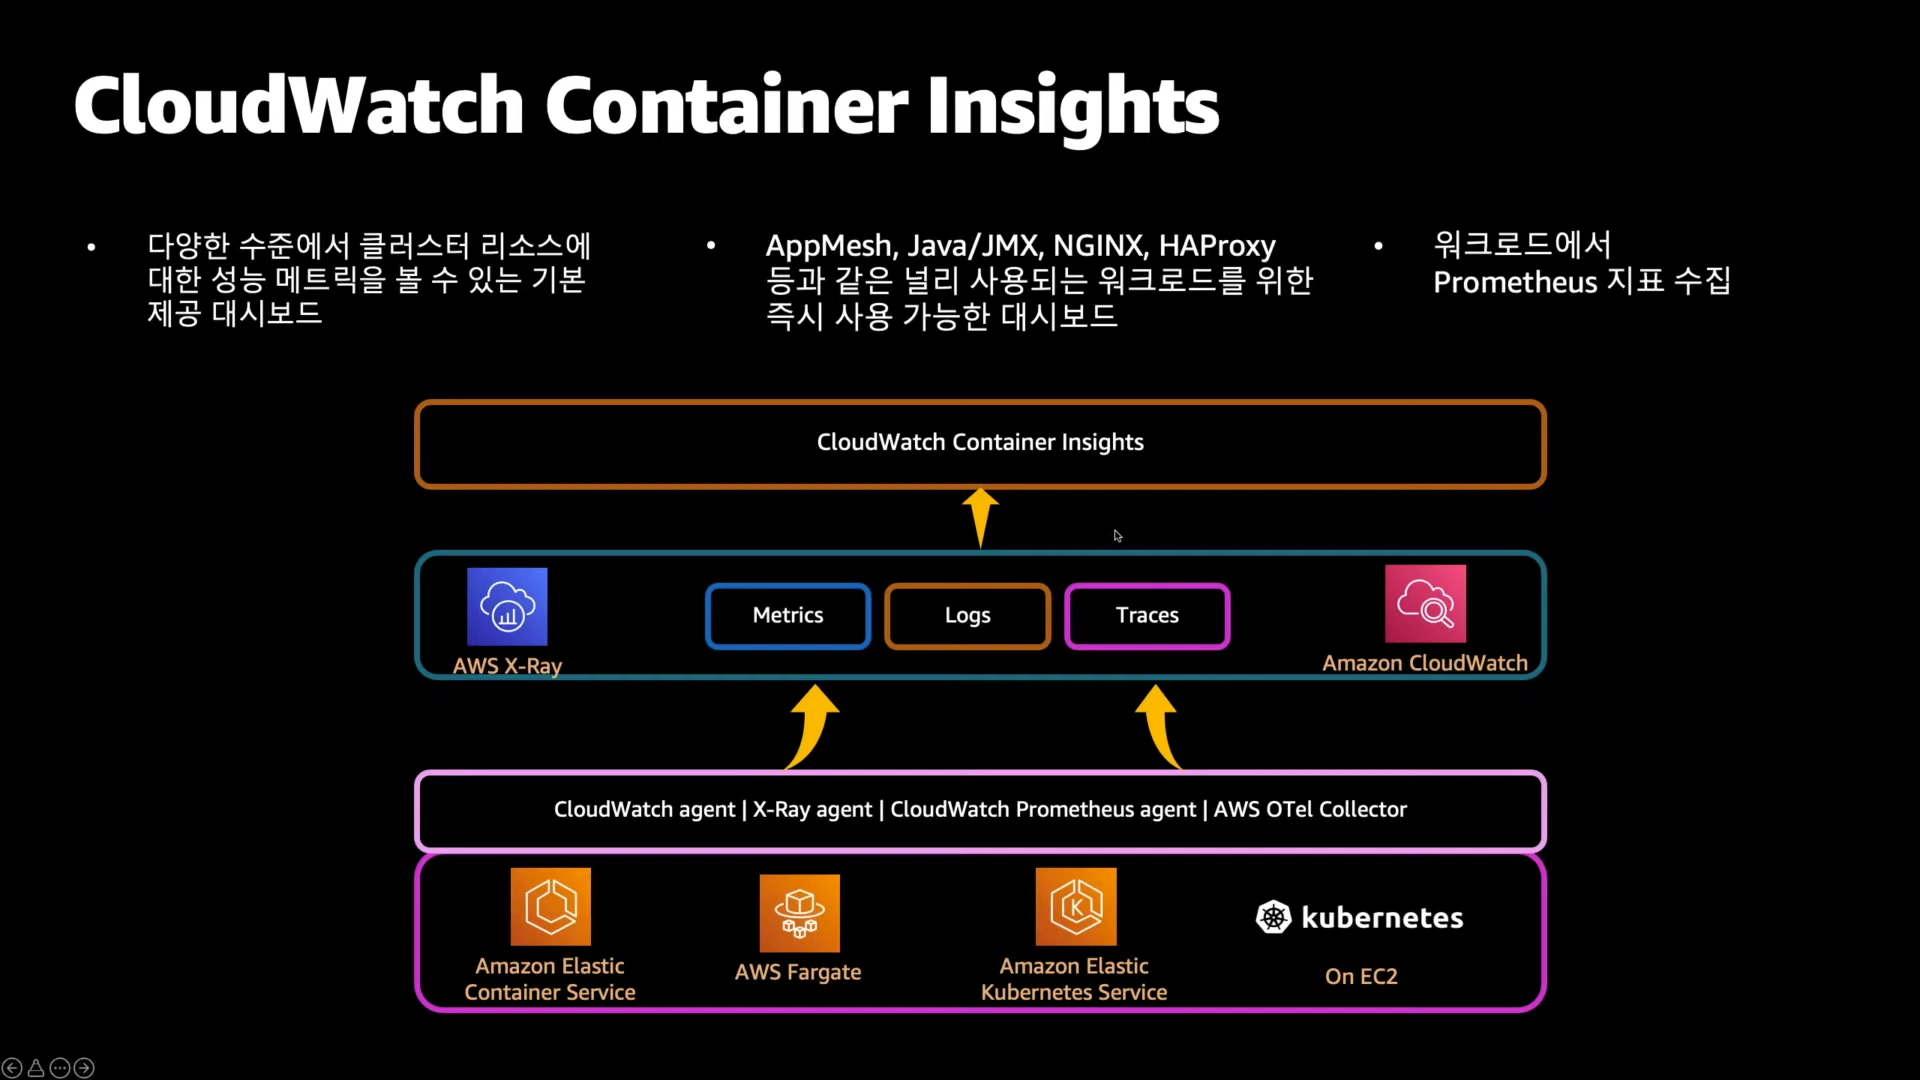 CloudWatch Container Insights
• 다양한 수준에서 클러스터 리소스에
대한 성능 메트릭을 볼 수 있는 기본
제공 대시보드
• AppMesh, Java/JMX, NGINX, HAProxy
등과 같은 널리 사용되는 워크로드를 위한
즉시 사용 가능한 대시보드
• 워크로드에서
Prometheus 지표 수집
CloudWatch Container Insights
AWS X-Ray
Metrics
Logs
Traces
Amazon CloudWatch
CloudWatch agent | X-Ray agent | CloudWatch Prometheus agent | AWS OTel Collector
Amazon Elastic
Container Service
AWS Fargate
K
Amazon Elastic
Kubernetes Service
kubernetes
On EC2